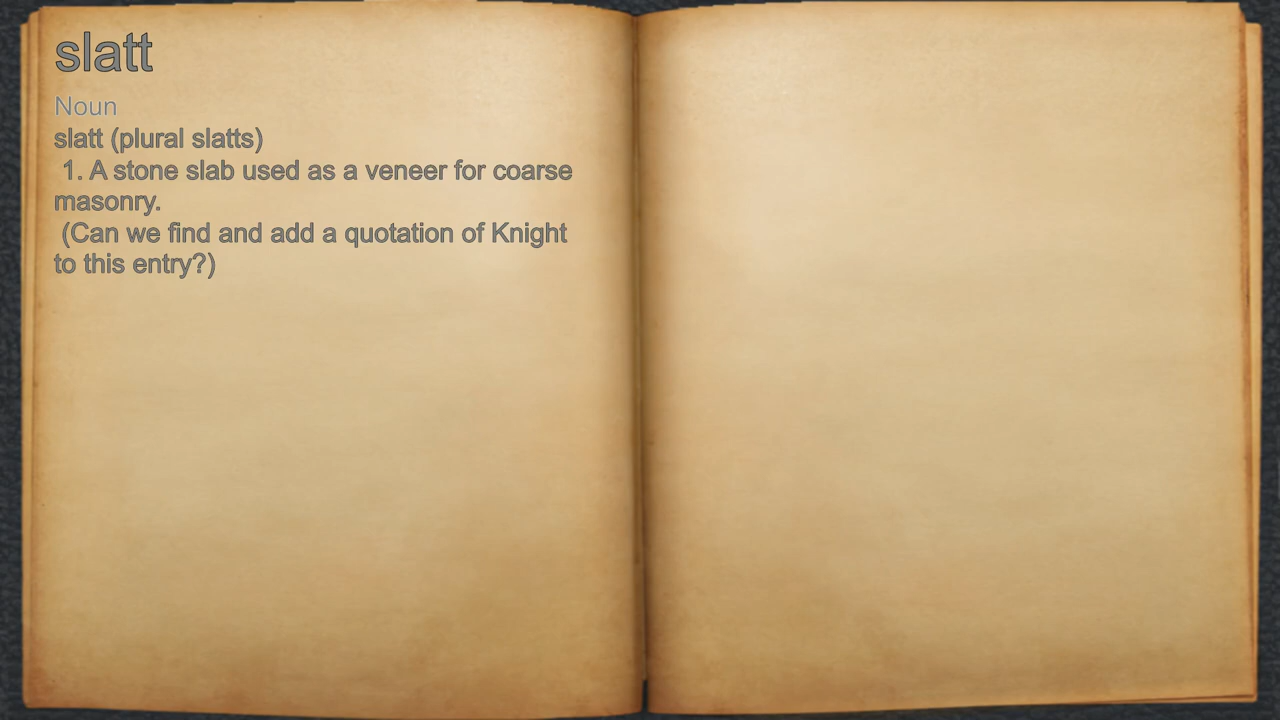 slatt
Noun
slatt (plural slatts)
1. A stone slab used as a veneer for coarse
masonry.
(Can we find and add a quotation of Knight
to this entry?)